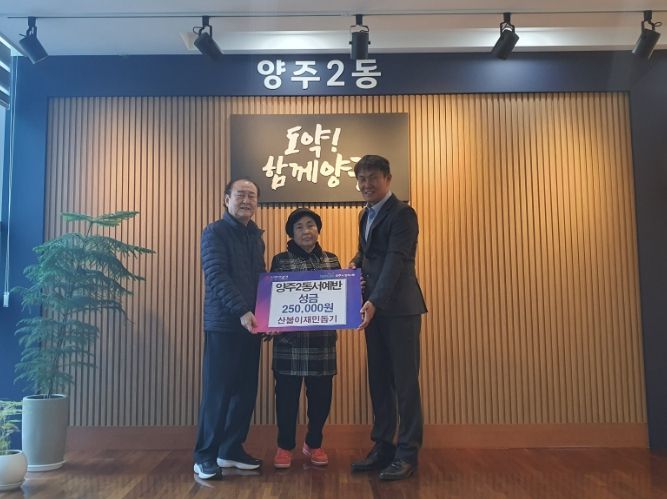 양주2동
도약!
함께양주
양주2동서예반
성금
250,000원
산불이재민돕기